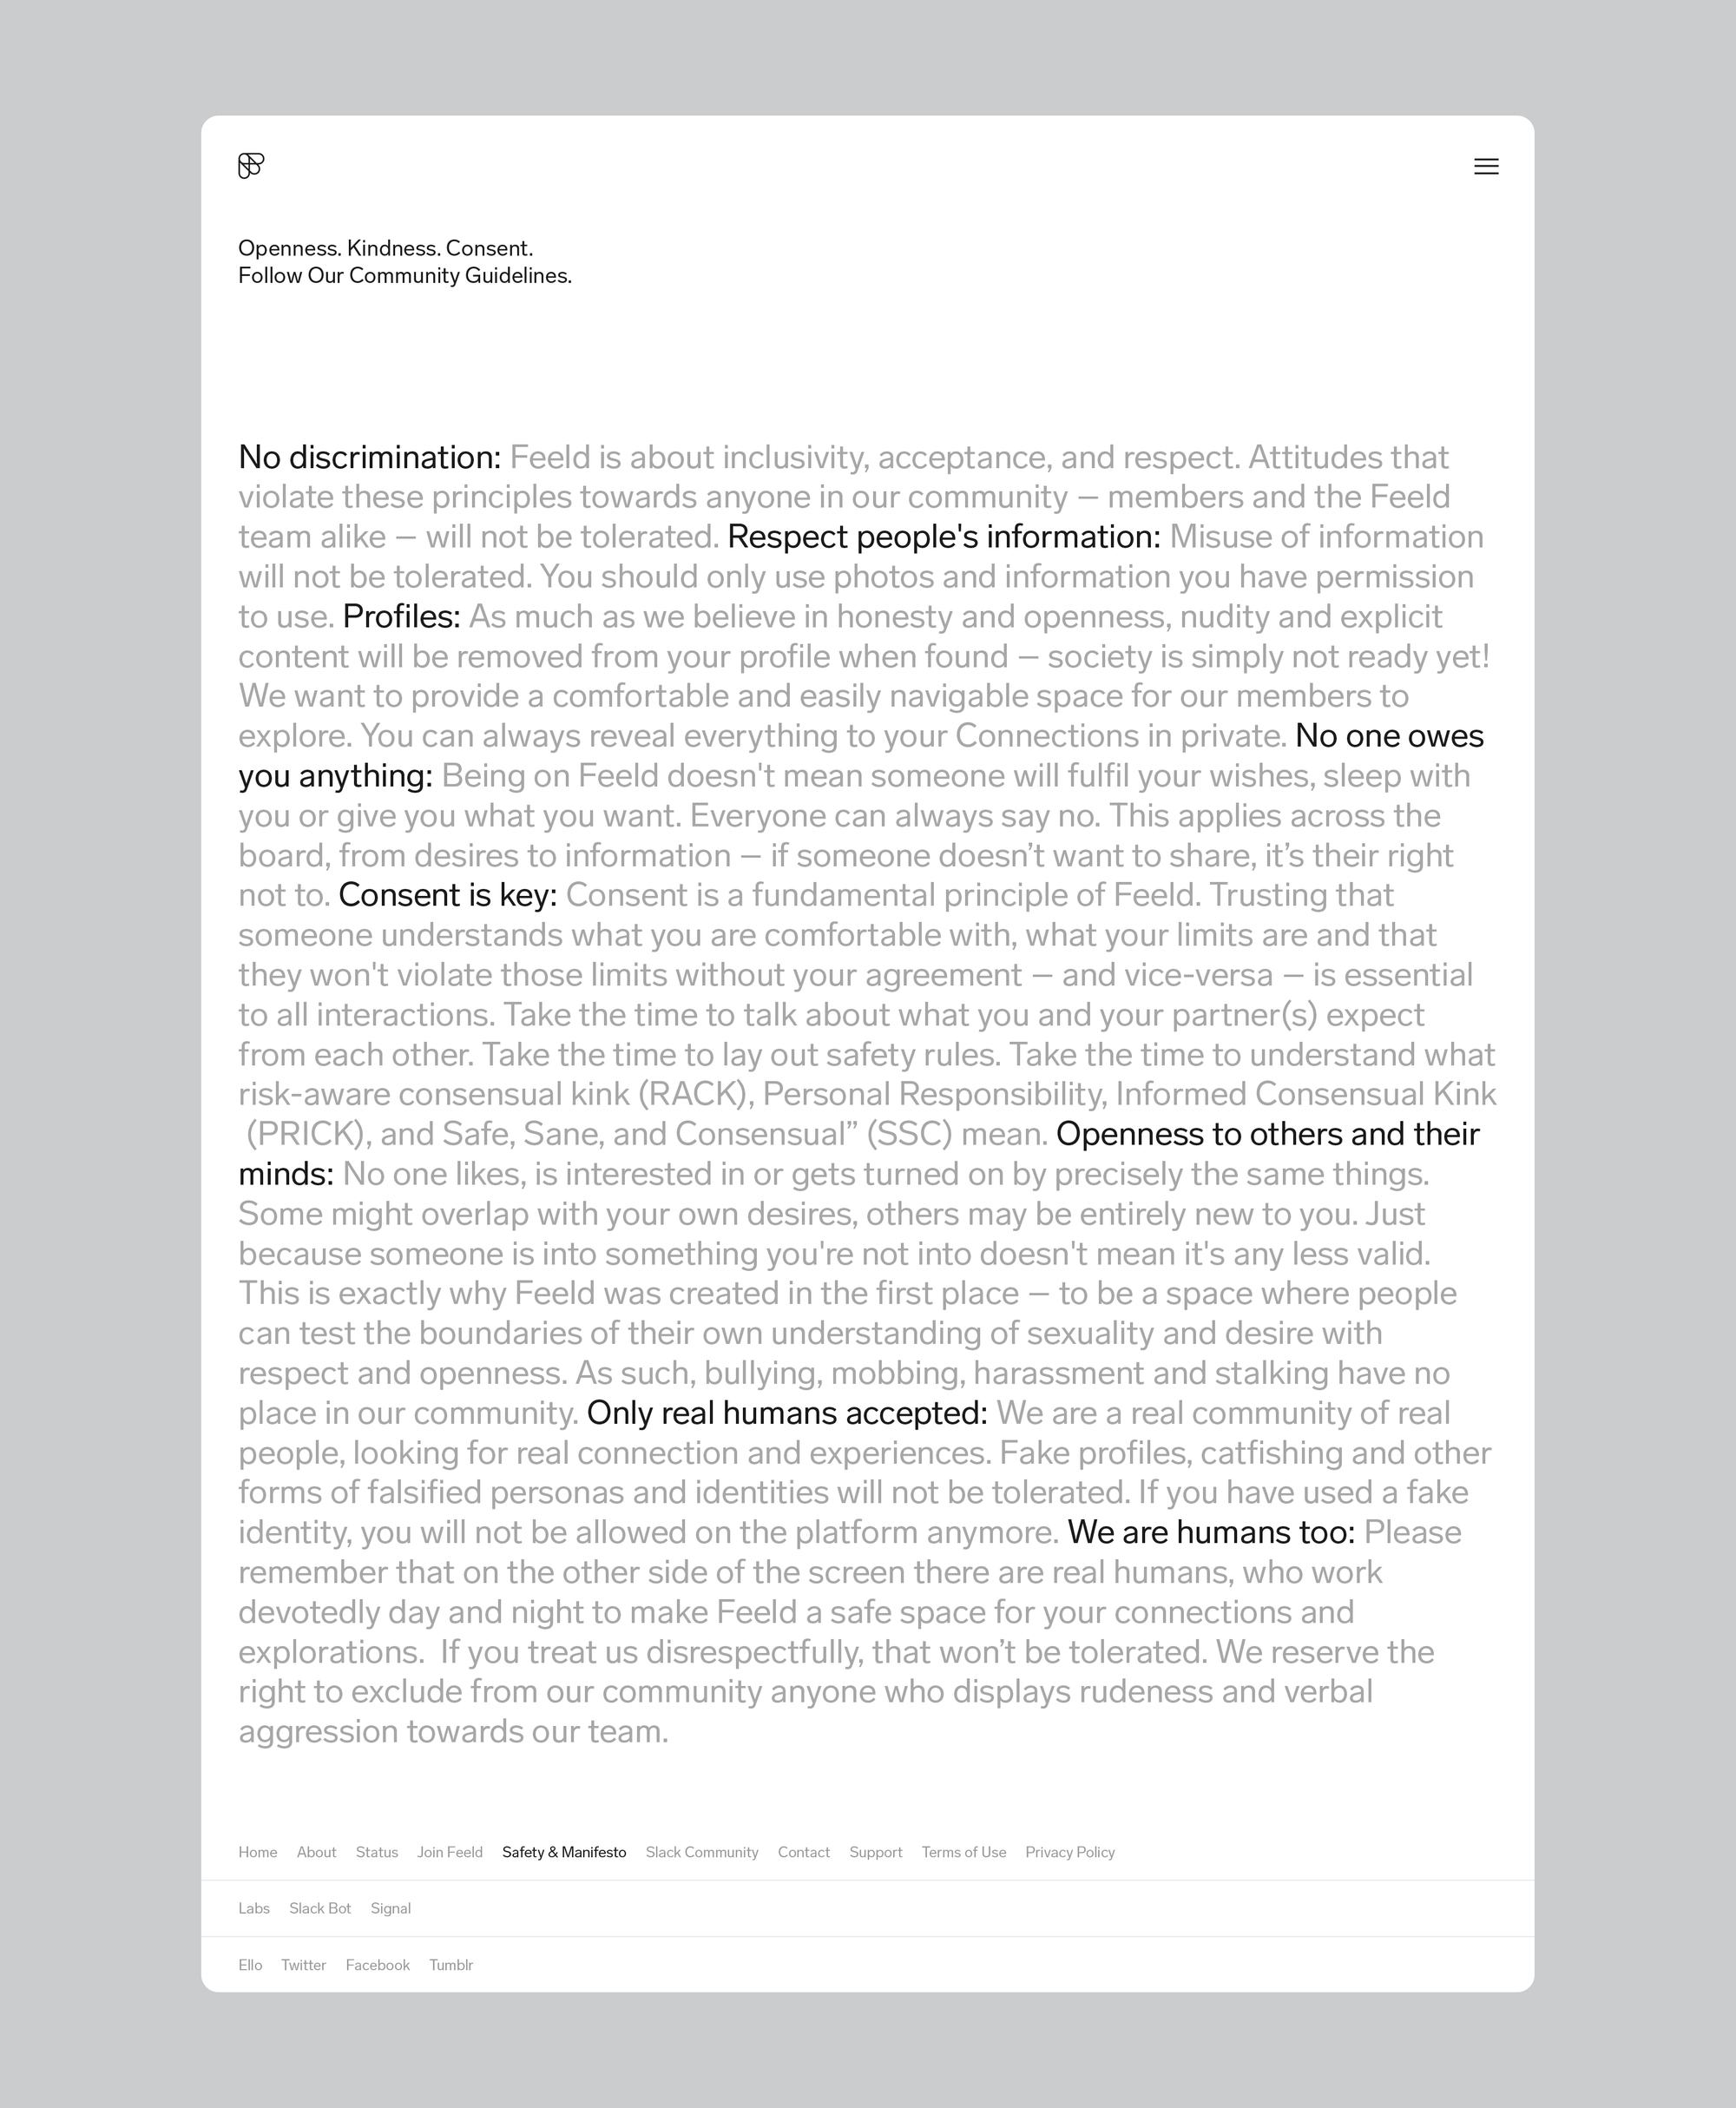 Openness. Kindness. Consent.
Follow Our Community Guidelines.
No discrimination: Feeld is about inclusivity, acceptance, and respect. Attitudes that
violate these principles towards anyone in our community — members and the Feeld
team alike — will not be tolerated. Respect people's information: Misuse of information
will not be tolerated. You should only use photos and information you have permission
to use. Profiles: As much as we believe in honesty and openness, nudity and explicit
content will be removed from your profile when found — society is simply not ready yet!
We want to provide a comfortable and easily navigable space for our members to
explore. You can always reveal everything to your Connections in private. No one owes
you anything: Being on Feeld doesn't mean someone will fulfil your wishes, sleep with
you or give you what you want. Everyone can always say no. This applies across the
board, from desires to information — if someone doesn’t want to share, it’s their right
not to. Consent is key: Consent is a fundamental principle of Feeld. Trusting that
someone understands what you are comfortable with, what your limits are and that
they won't violate those limits without your agreement — and vice-versa — is essential
to all interactions. Take the time to talk about what you and your partner(s) expect
from each other. Take the time to lay out safety rules. Take the time to understand what
risk-aware consensual kink (RACK), Personal Responsibility, Informed Consensual Kink
(PRICK), and Safe, Sane, and Consensual” (SSC) mean. Openness to others and their
minds: No one likes, is interested in or gets turned on by precisely the same things.
Some might overlap with your own desires, others may be entirely new to you. Just
because someone is into something you're not into doesn't mean it's any less valid.
This is exactly why Feeld was created in the first place — to be a space where people
can test the boundaries of their own understanding of sexuality and desire with
respect and openness. As such, bullying, mobbing, harassment and stalking have no
place in our community. Only real humans accepted: We are a real community of real
people, looking for real connection and experiences. Fake profiles, catfishing and other
forms of falsified personas and identities will not be tolerated. If you have used a fake
identity, you will not be allowed on the platform anymore. We are humans too: Please
remember that on the other side of the screen there are real humans, who work
devotedly day and night to make Feeld a safe space for your connections and
explorations.  If you treat us disrespectfully, that won’t be tolerated. We reserve the
right to exclude from our community anyone who displays rudeness and verbal
aggression towards our team.
Home About Status Join Feeld Safety & Manifesto Slack Community Contact Support Terms of Use Privacy Policy
Labs Slack Bot Signal
Ello Twitter Facebook Tumblr